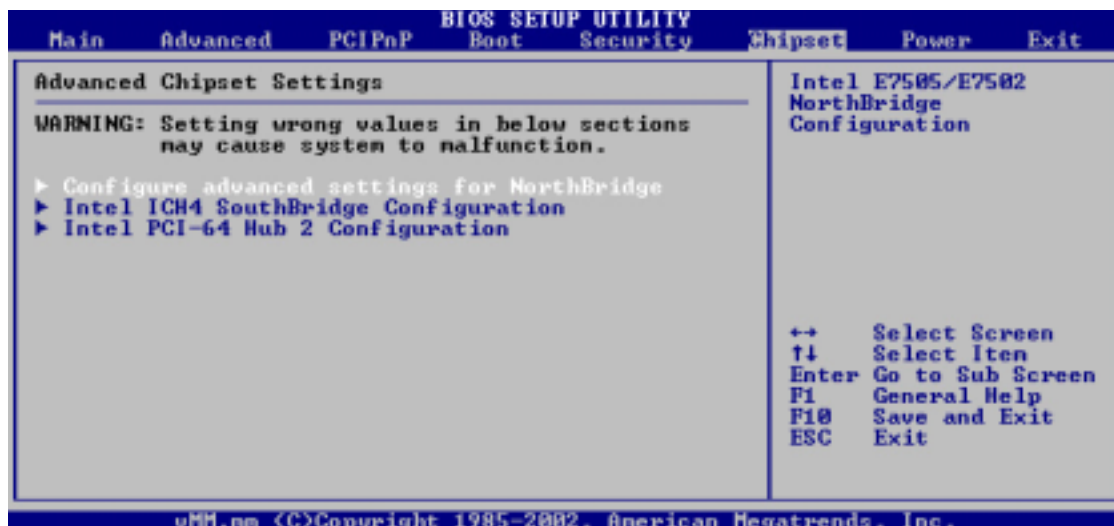 BIOS SETUP UTILITY
Main Advanced PCIPnP Boot Security Chipset Power Exit
Advanced Chipset Settings
WARNING: Setting wrong values in below sections
may cause system to malfunction.
► Configure advanced settings for NorthBridge
► Intel ICH4 SouthBridge Configuration
► Intel PCI-64 Hub 2 Configuration
Intel E7505/E7502
NorthBridge
Configuration
←→ Select Screen
↑↓ Select Item
Enter Go to Sub Screen
F1 General Help
F10 Save and Exit
ESC Exit
vMM.mm (C)Copyright 1985-2002, American Megatrends, Inc.